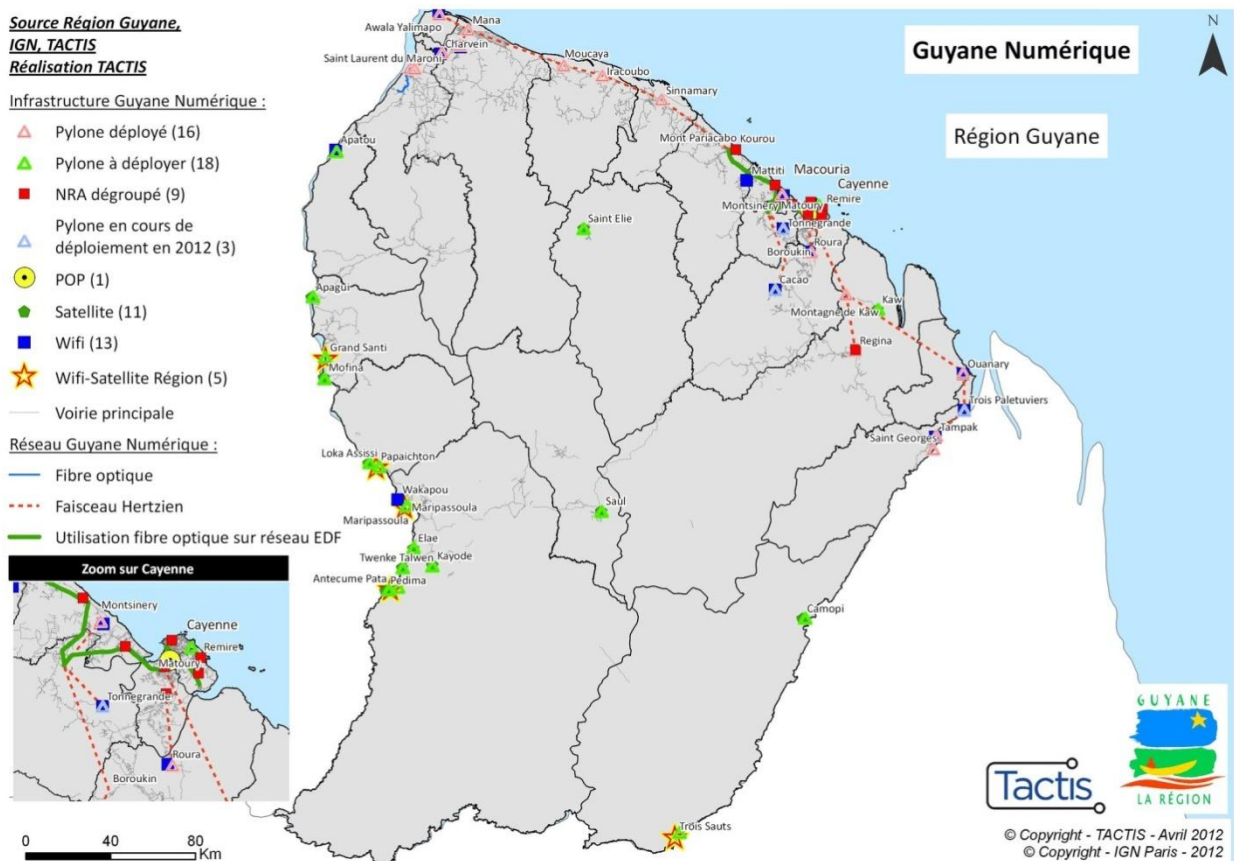 Source Région Guyane,
IGN, TACTIS
Réalisation TACTIS
Infrastructure Guyane Numérique :
Pylone déployé (16)
Pylone à déployer (18)
NRA dégroupé (9)
Pylone en cours de
déploiement en 2012 (3)
POP (1)
Satellite (11)
Wifi (13)
Wifi-Satellite Région (5)
Voirie principale
Réseau Guyane Numérique :
Fibre optique
Faisceau Hertzien
Utilisation fibre optique sur réseau EDF
Guyane Numérique
Région Guyane
N
Mana
Awala Yalimapo
Charvein
Saint Laurent du Maroni
Moucaya
Iracoubo
Sinnamary
Mont Pariacabo Kourou
Apatou
Mattiti
Macouria
Cayenne
Remire
Montsinery Matoury
Tonnegrande
Saint Elie
Roura
Boroukin
Cacao
Apagui
Kaw
Montagne de Kaw
Grand Santi
Regina
Mofina
Ouanary
Trois Paletuviers
Tampak
Saint Georges
Loka Assissi
Papaichton
Wakapou
Maripassoula
Maripassoula
Saul
Elae
Twenke Talwen
Kayode
Antecume Pata
Pédima
Camopi
Trois Sauts
Zoom sur Cayenne
Montsinery
Cayenne
Remire
Matoury
Tonnegrande
Roura
Boroukin
0 40 80
Km
GUYANE
LA RÉGION
Tactis
© Copyright - TACTIS - Avril 2012
© Copyright - IGN Paris - 2012